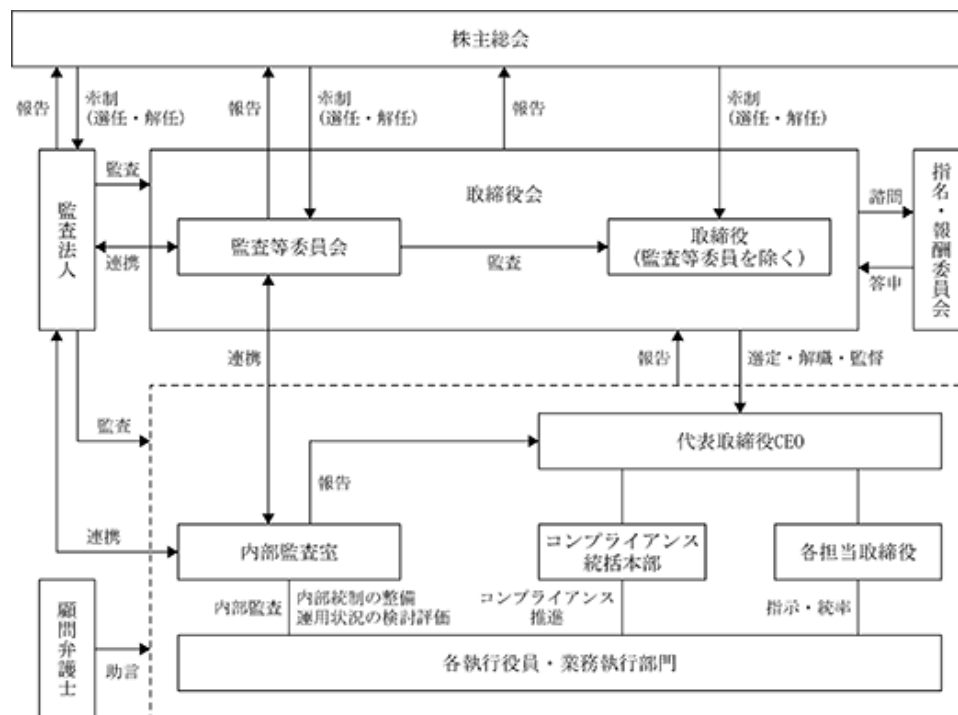 株主総会
報告
牽制
(選任・解任)
報告
牽制
(選任・解任)
報告
牽制
(選任・解任)
監査法人
監査
連携
取締役会
監査等委員会
監査
取締役
(監査等委員を除く)
諮問
答申
指名・報酬委員会
連携
報告
選定・解職・監督
監査
代表取締役CEO
報告
連携
内部監査室
コンプライアンス
統括本部
各担当取締役
内部監査
内部統制の整備
運用状況の検討評価
コンプライアンス
推進
指示・統率
顧問弁護士
助言
各執行役員・業務執行部門